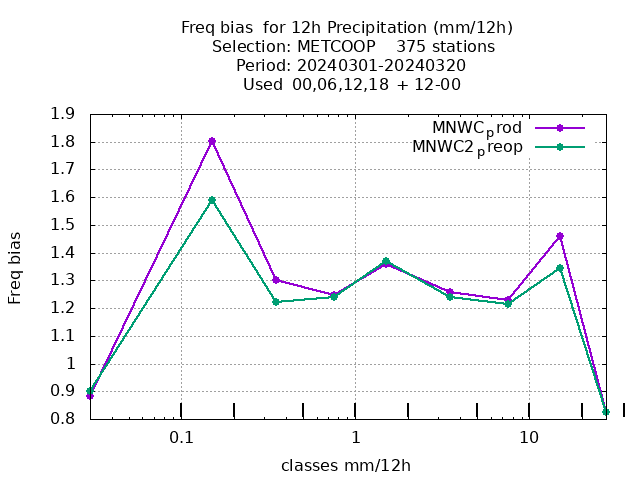 Freq bias  for 12h Precipitation (mm/12h)
Selection: METCOOP    375 stations
Period: 20240301-20240320
Used  00,06,12,18 + 12-00
MNWCprod
MNWC2preop
1.9
1.8
1.7
1.6
1.5
1.4
1.3
1.2
1.1
1
0.9
0.8
Freq bias
0.1 1 10
classes mm/12h